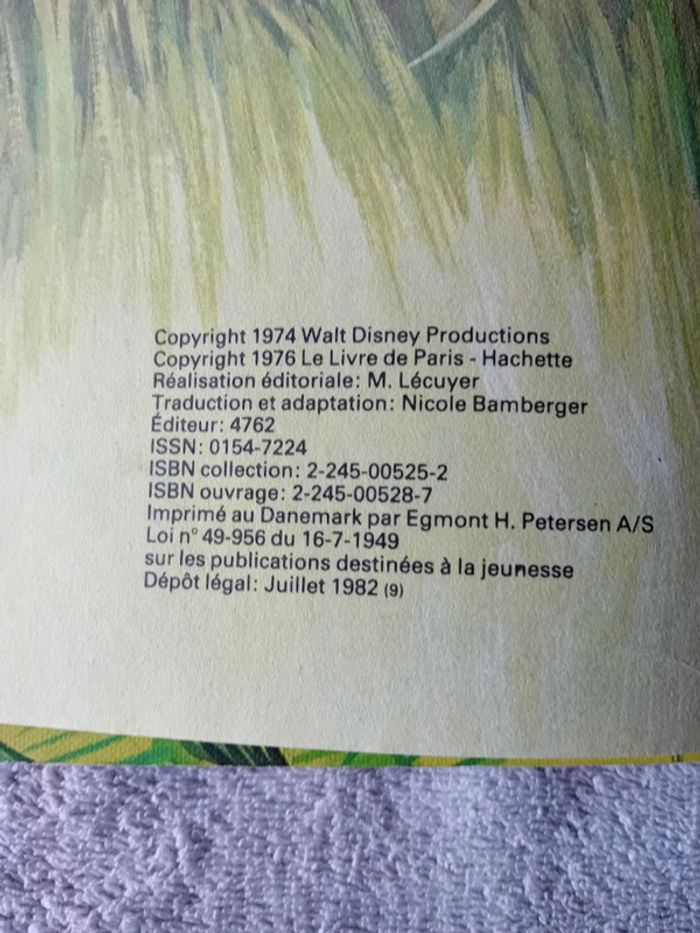 Copyright 1974 Walt Disney Productions
Copyright 1976 Le Livre de Paris - Hachette
Réalisation éditoriale: M. Lécuyer
Traduction et adaptation: Nicole Bamberger
Éditeur: 4762
ISSN: 0154-7224
ISBN collection: 2-245-00525-2
ISBN ouvrage: 2-245-00528-7
Imprimé au Danemark par Egmont H. Petersen A/S
Loi n° 49-956 du 16-7-1949
sur les publications destinées à la jeunesse
Dépôt légal: Juillet 1982 (9)